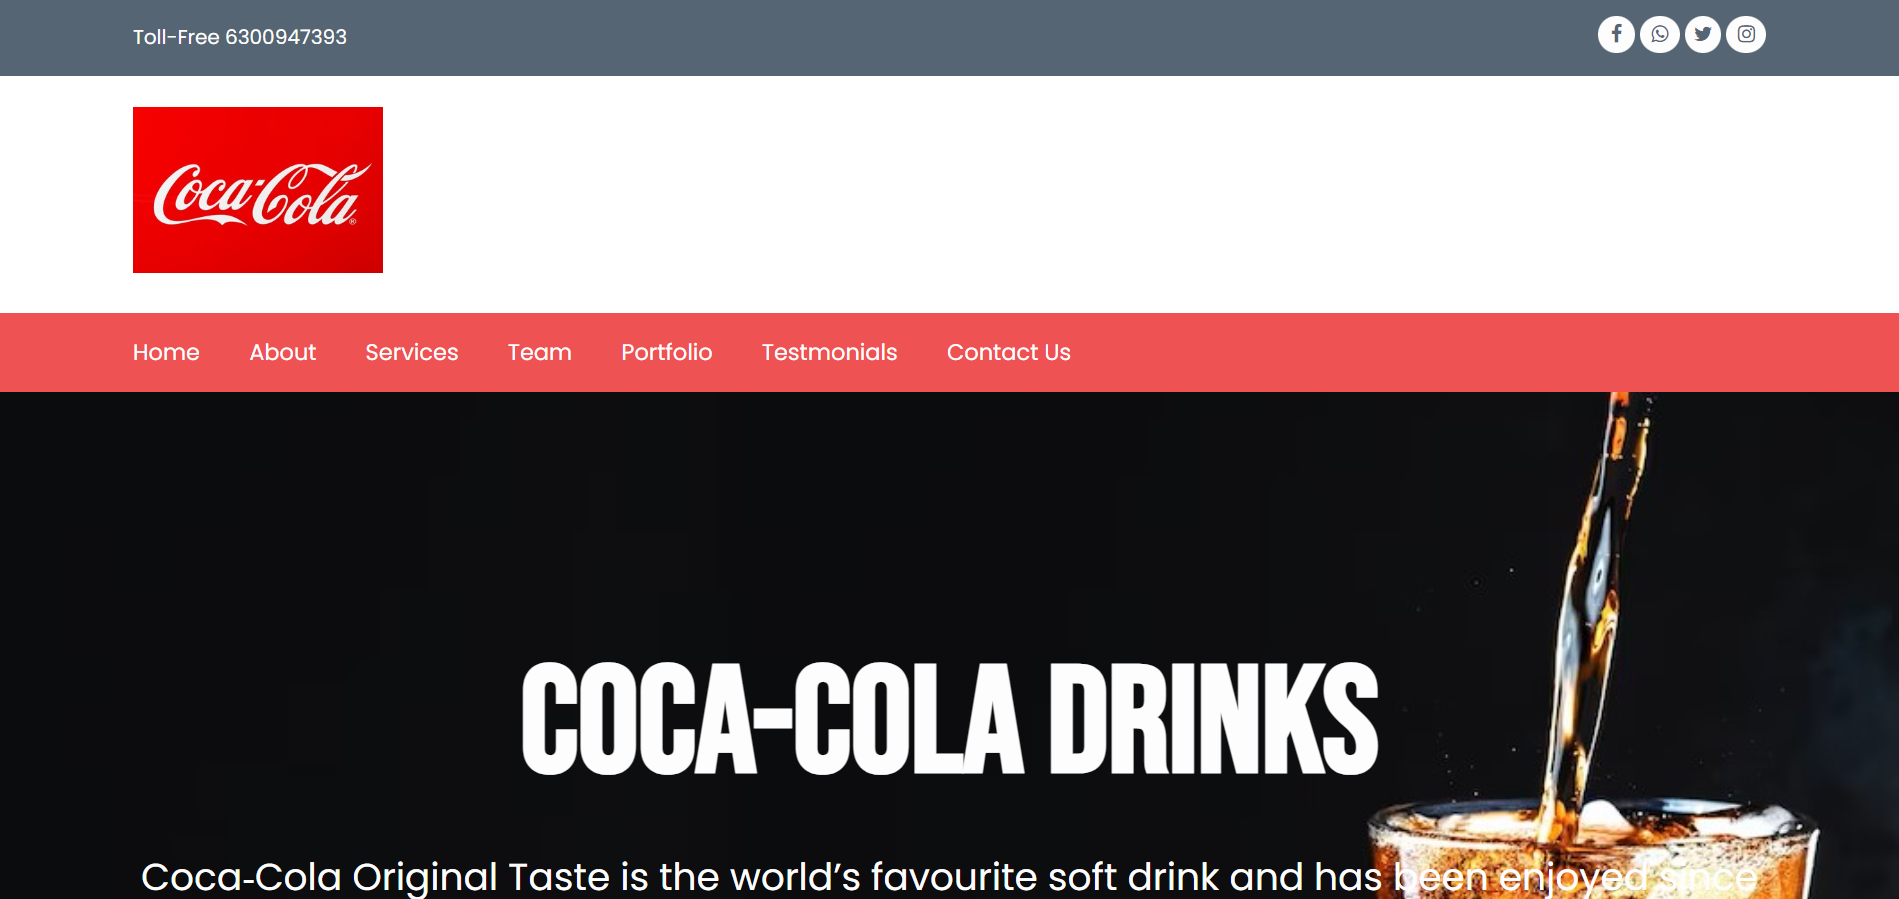 Toll-Free 6300947393
Coca-Cola®
Home About Services Team Portfolio Testmonials Contact Us
COCA-COLA DRINKS
Coca-Cola Original Taste is the world’s favourite soft drink and has been enjoyed since